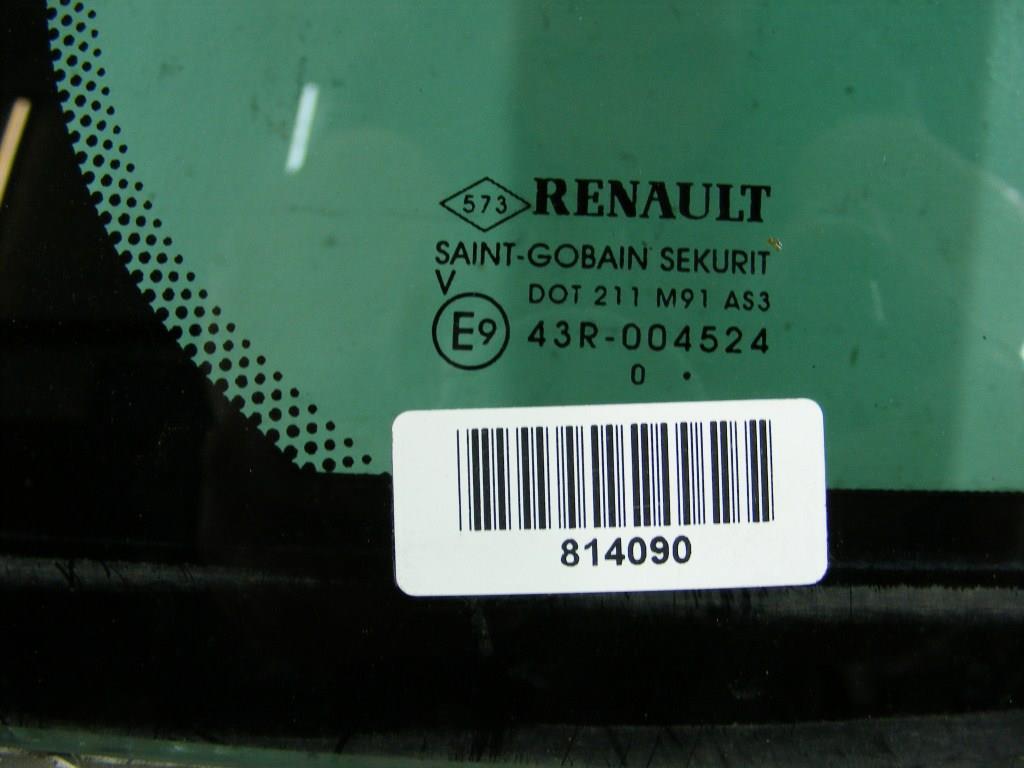 573 RENAULT
SAINT-GOBAIN SEKURIT
V
DOT 211 M91 AS3
E9 43R-004524
0 .
814090